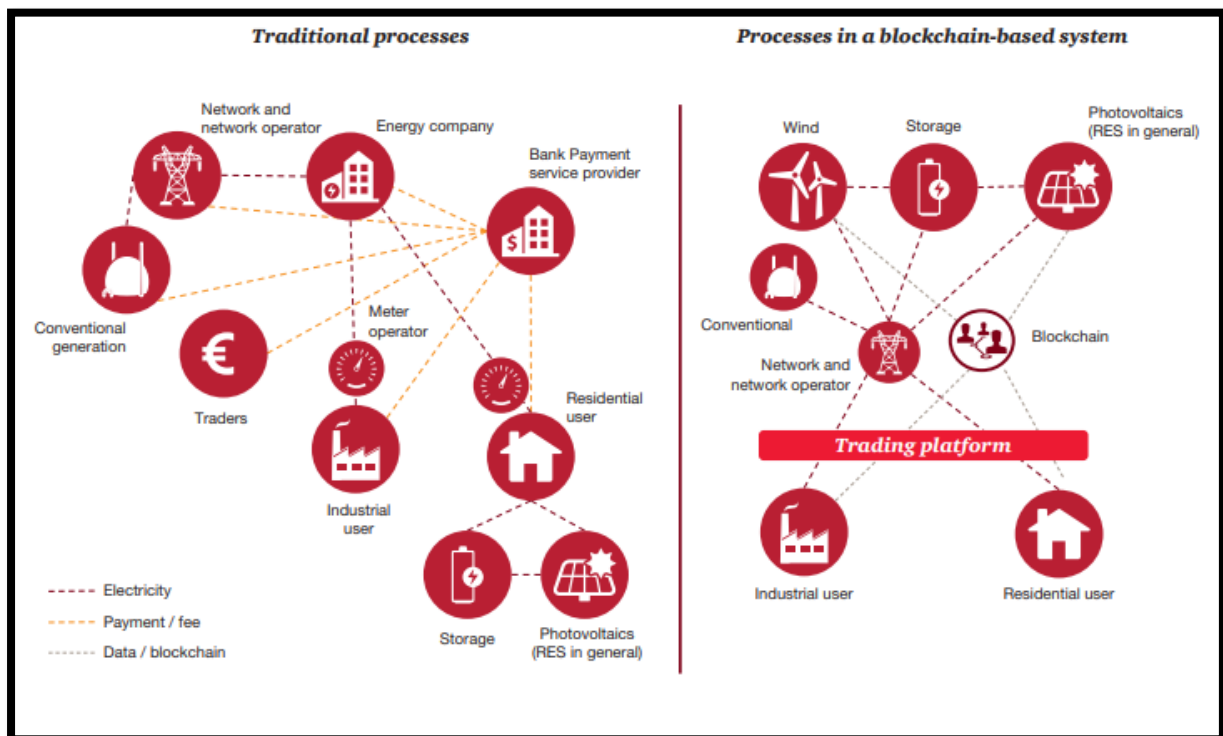 Traditional processes
Processes in a blockchain-based system
Network and
network operator
Energy company
Bank Payment
service provider
Conventional
generation
€
Traders
$
Meter
operator
Industrial
user
Residential
user
Storage
Photovoltaics
(RES in general)
Electricity
Payment / fee
Data / blockchain
Wind
Storage
Photovoltaics
(RES in general)
Conventional
Network and
network operator
Blockchain
Trading platform
Industrial user
Residential user